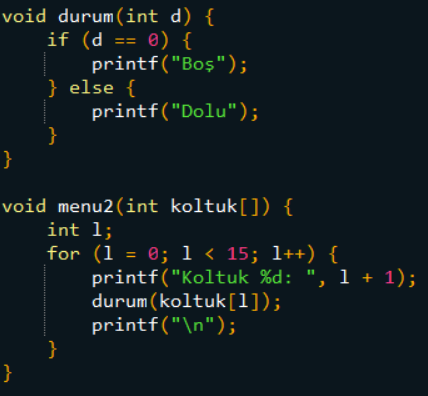 void durum(int d) {
    if (d == 0) {
        printf("Boş");
    } else {
        printf("Dolu");
    }
}

void menu2(int koltuk[]) {
    int l;
    for (l = 0; l < 15; l++) {
        printf("Koltuk %d: ", l + 1);
        durum(koltuk[l]);
        printf("\n");
    }
}